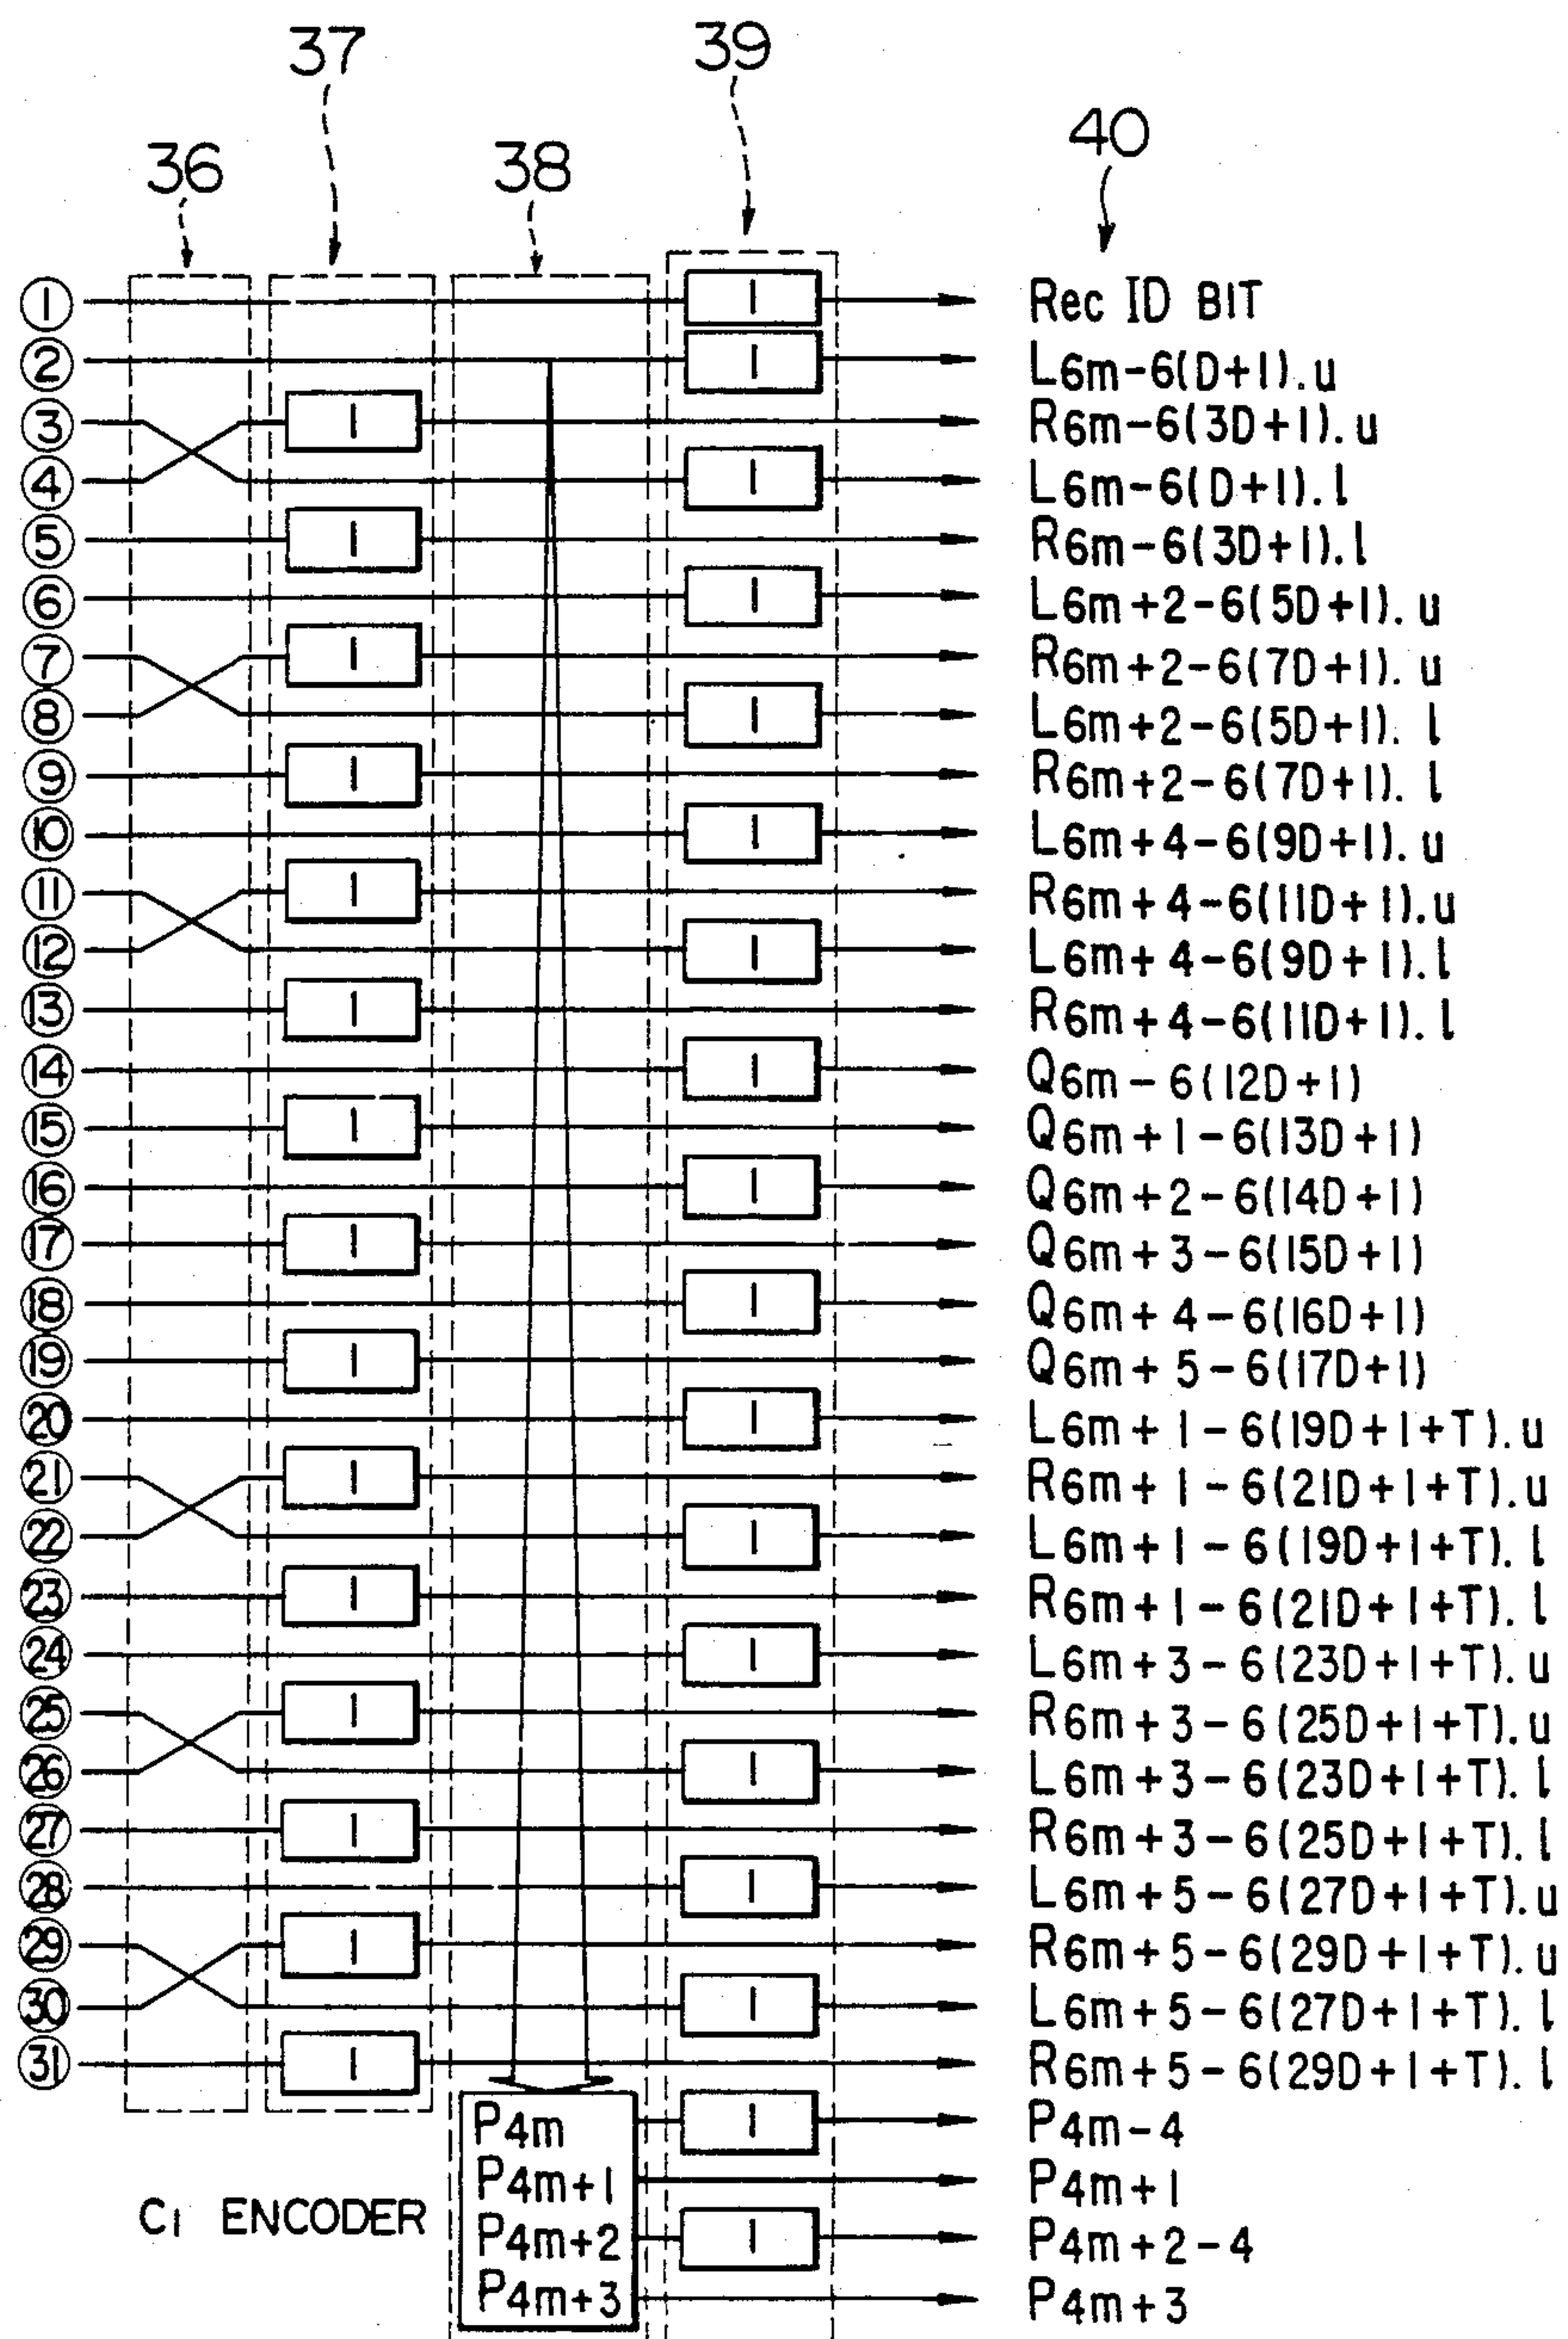 37
39
36
38
40
① I Rec ID BIT
② I L6m-6(D+1).u
③ I R6m-6(3D+1).u
④ I L6m-6(D+1).l
⑤ I R6m-6(3D+1).l
⑥ I L6m+2-6(5D+1).u
⑦ I R6m+2-6(7D+1).u
⑧ I L6m+2-6(5D+1).l
⑨ I R6m+2-6(7D+1).l
⑩ I L6m+4-6(9D+1).u
⑪ I R6m+4-6(11D+1).u
⑫ I L6m+4-6(9D+1).l
⑬ I R6m+4-6(11D+1).l
⑭ I Q6m-6(12D+1)
⑮ I Q6m+1-6(13D+1)
⑯ I Q6m+2-6(14D+1)
⑰ I Q6m+3-6(15D+1)
⑱ I Q6m+4-6(16D+1)
⑲ I Q6m+5-6(17D+1)
⑳ I L6m+1-6(19D+1+T).u
㉑ I R6m+1-6(21D+1+T).u
㉒ I L6m+1-6(19D+1+T).l
㉓ I R6m+1-6(21D+1+T).l
㉔ I L6m+3-6(23D+1+T).u
㉕ I R6m+3-6(25D+1+T).u
㉖ I L6m+3-6(23D+1+T).l
㉗ I R6m+3-6(25D+1+T).l
㉘ I L6m+5-6(27D+1+T).u
㉙ I R6m+5-6(29D+1+T).u
㉚ I L6m+5-6(27D+1+T).l
㉛ I R6m+5-6(29D+1+T).l
P4m I P4m-4
P4m+1 P4m+1
C1 ENCODER
P4m+2 I P4m+2-4
P4m+3 P4m+3